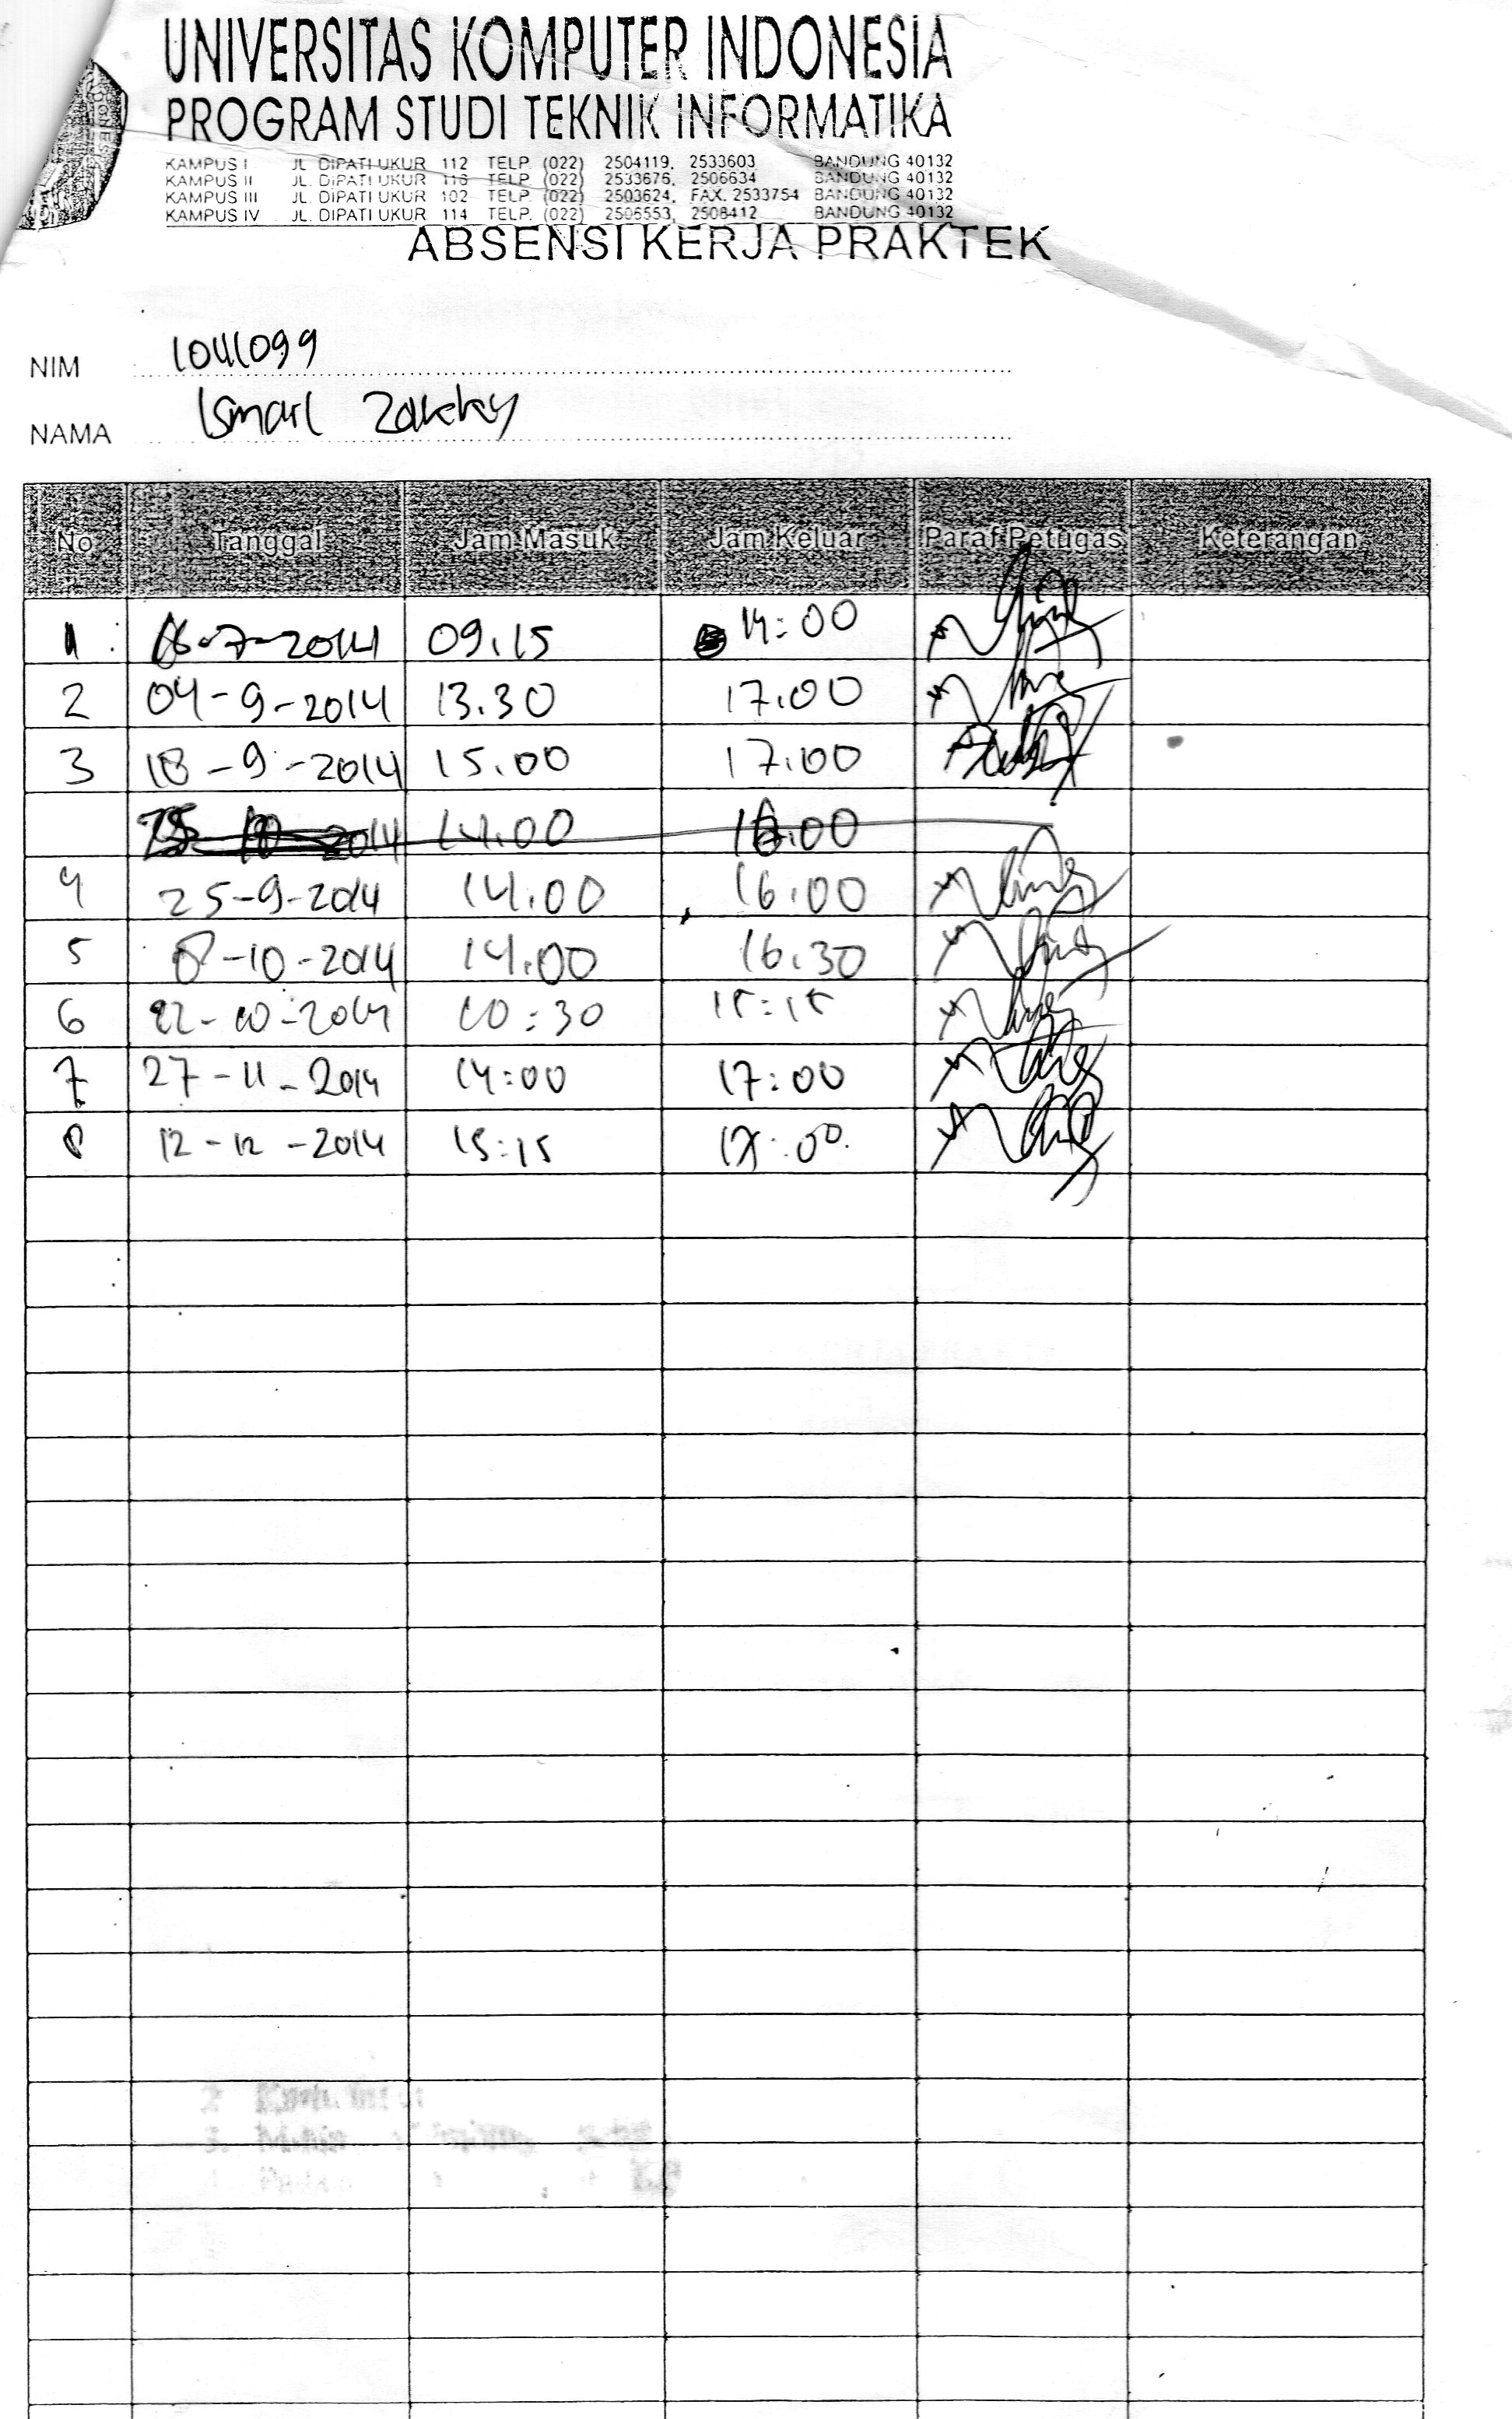 UNIVERSITAS KOMPUTER INDONESIA
PROGRAM STUDI TEKNIK INFORMATIKA
KAMPUS I JL DIPATI UKUR 112 TELP. (022) 2504119, 2533603 BANDUNG 40132
KAMPUS II JL. DIPATI UKUR 116 TELP. (022) 2533676, 2506634 BANDUNG 40132
KAMPUS III JL. DIPATI UKUR 102 TELP. (022) 2503624, FAX. 2533754 BANDUNG 40132
KAMPUS IV JL. DIPATI UKUR 114 TELP. (022) 2506553, 2508412 BANDUNG 40132
ABSENSI KERJA PRAKTEK
NIM 1041099
NAMA Ismail Zakky
No Tanggal Jam Masuk Jam Keluar Paraf Petugas Keterangan
1 16-7-2014 09.15 14:00
2 04-9-2014 13.30 17.00
3 18-9-2014 15.00 17.00
2014 14.00 16.00
4 25-9-2014 14.00 16.00
5 8-10-2014 14.00 16.30
6 22-10-2014 10:30 15:15
7 27-11-2014 14:00 17:00
8 12-12-2014 15:15 17:00